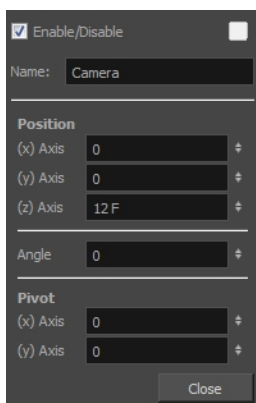 Enable/Disable
Name: Camera
Position
(x) Axis 0
(y) Axis 0
(z) Axis 12 F
Angle 0
Pivot
(x) Axis 0
(y) Axis 0
Close